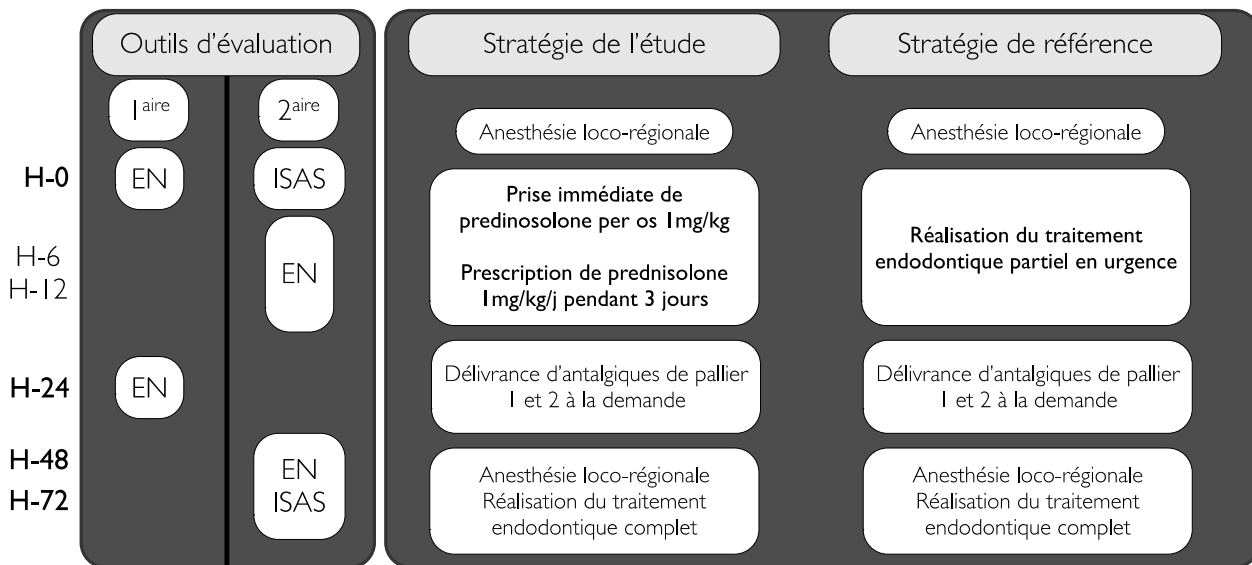 Outils d'évaluation
Stratégie de l'étude
Stratégie de référence
1aire
2aire
Anesthésie loco-régionale
Anesthésie loco-régionale
H-0
EN
ISAS
Prise immédiate de
predinosolone per os 1mg/kg
Prescription de prednisolone
1mg/kg/j pendant 3 jours
Réalisation du traitement
endodontique partiel en urgence
H-6
H-12
EN
H-24
EN
Délivrance d'antalgiques de pallier
1 et 2 à la demande
Délivrance d'antalgiques de pallier
1 et 2 à la demande
H-48
H-72
EN
ISAS
Anesthésie loco-régionale
Réalisation du traitement
endodontique complet
Anesthésie loco-régionale
Réalisation du traitement
endodontique complet